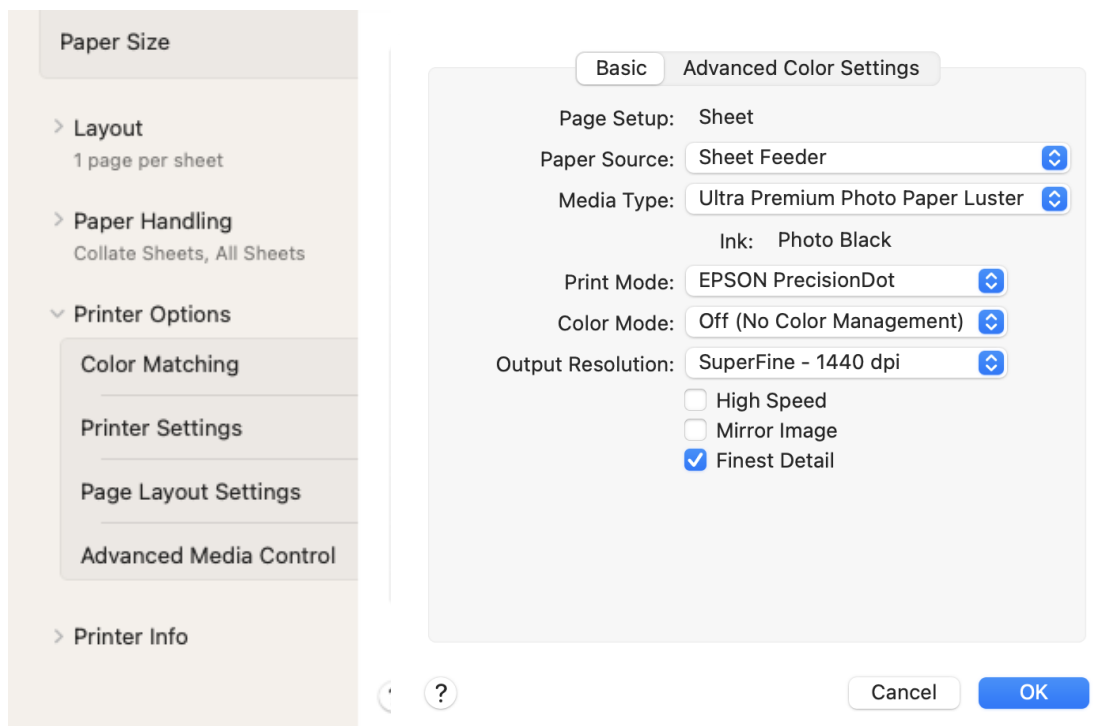 Paper Size
Layout
1 page per sheet
Paper Handling
Collate Sheets, All Sheets
Printer Options
Color Matching
Printer Settings
Page Layout Settings
Advanced Media Control
Printer Info
Basic Advanced Color Settings
Page Setup: Sheet
Paper Source: Sheet Feeder
Media Type: Ultra Premium Photo Paper Luster
Ink: Photo Black
Print Mode: EPSON PrecisionDot
Color Mode: Off (No Color Management)
Output Resolution: SuperFine - 1440 dpi
High Speed
Mirror Image
Finest Detail
? Cancel OK